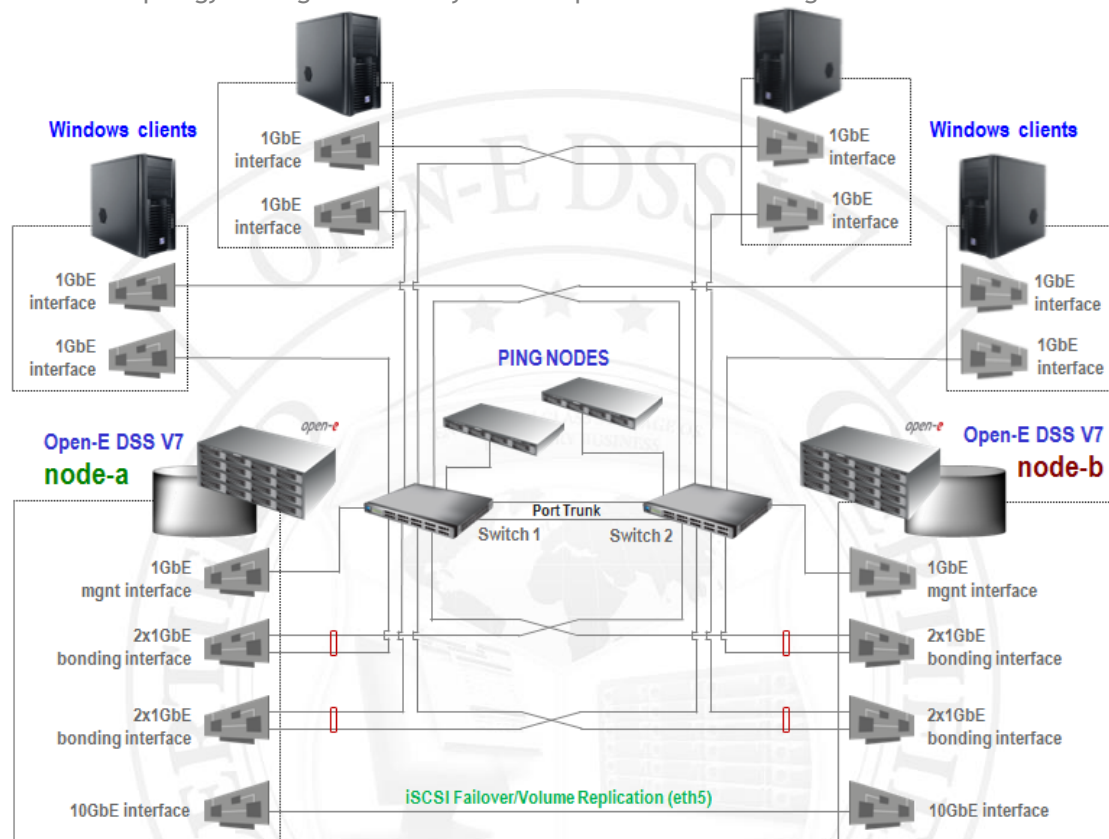 Windows clients
Windows clients
1GbE
interface
1GbE
interface
1GbE
interface
1GbE
interface
1GbE
interface
1GbE
interface
1GbE
interface
1GbE
interface
OPEN-E DSS V7
PING NODES
open-e
open-e
Open-E DSS V7
node-a
Open-E DSS V7
node-b
Port Trunk
Switch 1
Switch 2
1GbE
mgnt interface
1GbE
mgnt interface
2x1GbE
bonding interface
2x1GbE
bonding interface
2x1GbE
bonding interface
2x1GbE
bonding interface
iSCSI Failover/Volume Replication (eth5)
10GbE interface
10GbE interface